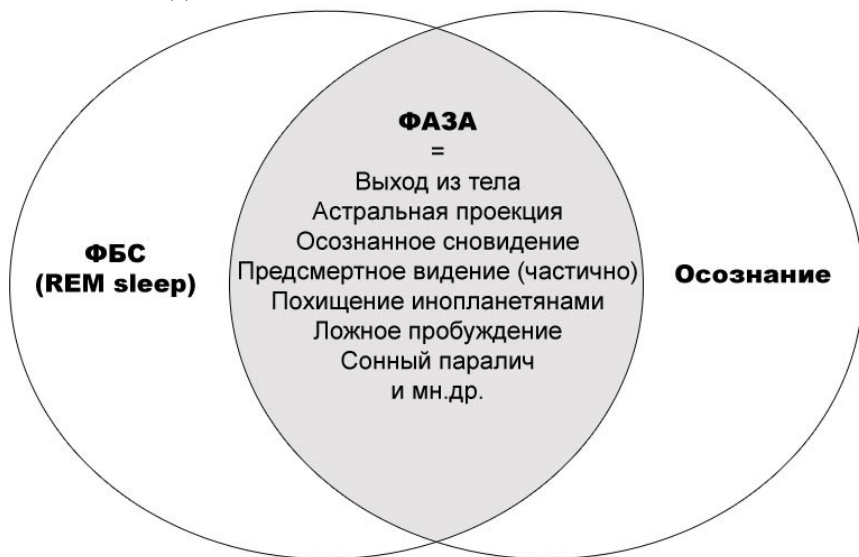 ФАЗА
=
Выход из тела
Астральная проекция
Осознанное сновидение
Предсмертное видение (частично)
Похищение инопланетянами
Ложное пробуждение
Сонный паралич
и мн.др.
ФБС
(REM sleep)
Осознание